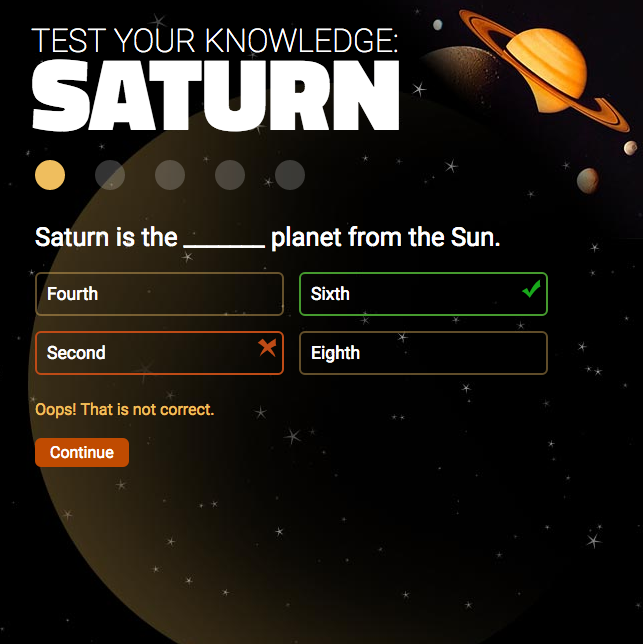 TEST YOUR KNOWLEDGE:
SATURN
Saturn is the ________ planet from the Sun.
Fourth
Sixth
Second
Eighth
Oops! That is not correct.
Continue